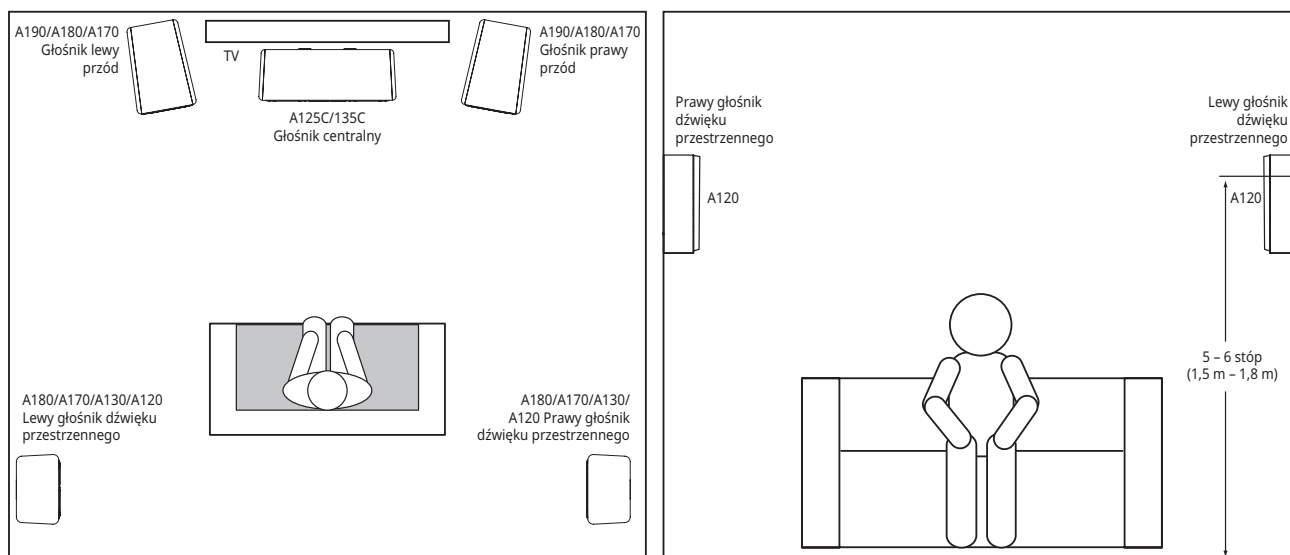 A190/A180/A170
Głośnik lewy
przód
TV
A125C/135C
Głośnik centralny
A190/A180/A170
Głośnik prawy
przód
A180/A170/A130/A120
Lewy głośnik dźwięku
przestrzennego
A180/A170/A130/
A120 Prawy głośnik
dźwięku przestrzennego
Prawy głośnik
dźwięku
przestrzennego
A120
Lewy głośnik
dźwięku
przestrzennego
A120
5 – 6 stóp
(1,5 m – 1,8 m)